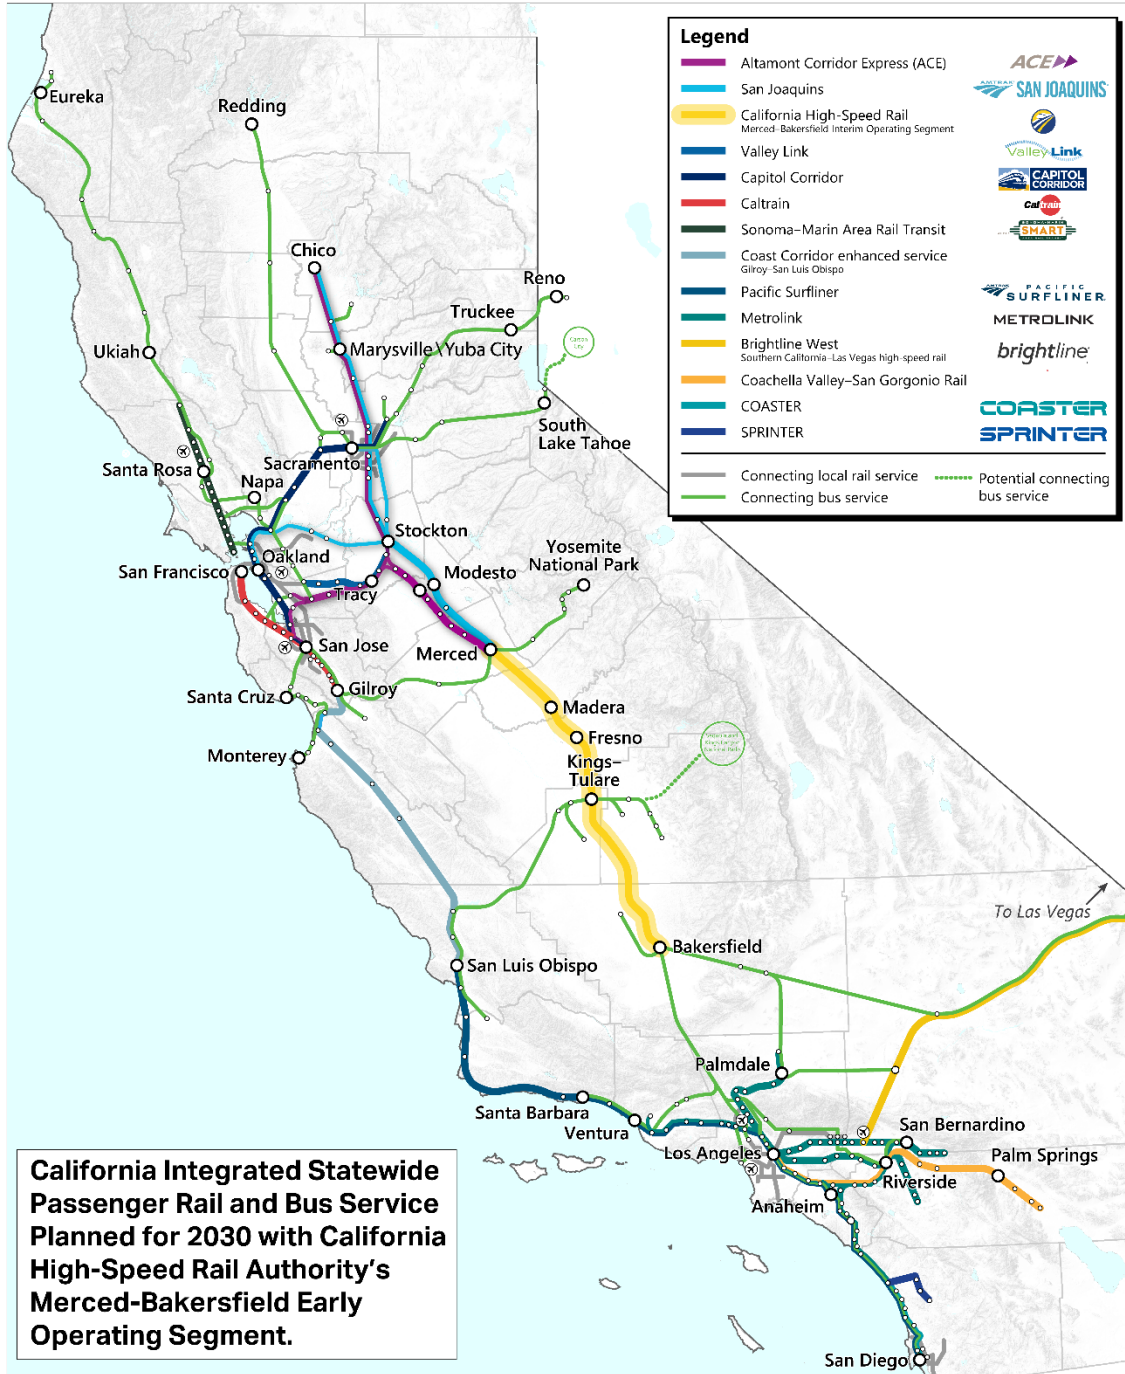 Legend
Altamont Corridor Express (ACE)
ACE
San Joaquins
AMTRAK SAN JOAQUINS
California High-Speed Rail
Merced–Bakersfield Interim Operating Segment
Valley Link
ValleyLink
Capitol Corridor
CAPITOL
CORRIDOR
Caltrain
Caltrain
Sonoma–Marin Area Rail Transit
SMART
Coast Corridor enhanced service
Gilroy–San Luis Obispo
Pacific Surfliner
PACIFIC
SURFLINER
Metrolink
METROLINK
Brightline West
Southern California–Las Vegas high-speed rail
brightline
Coachella Valley–San Gorgonio Rail
COASTER
COASTER
SPRINTER
SPRINTER
Connecting local rail service
Connecting bus service
Potential connecting
bus service
Eureka
Redding
Chico
Reno
Truckee
Ukiah
Marysville\Yuba City
South
Lake Tahoe
Sacramento
Santa Rosa
Napa
Stockton
Oakland
San Francisco
Yosemite
National Park
Modesto
Tracy
San Jose
Merced
Santa Cruz
Gilroy
Madera
Monterey
Fresno
Kings–
Tulare
To Las Vegas
Bakersfield
San Luis Obispo
Palmdale
Santa Barbara
Ventura
San Bernardino
Los Angeles
Palm Springs
Riverside
Anaheim
San Diego
California Integrated Statewide
Passenger Rail and Bus Service
Planned for 2030 with California
High-Speed Rail Authority's
Merced-Bakersfield Early
Operating Segment.